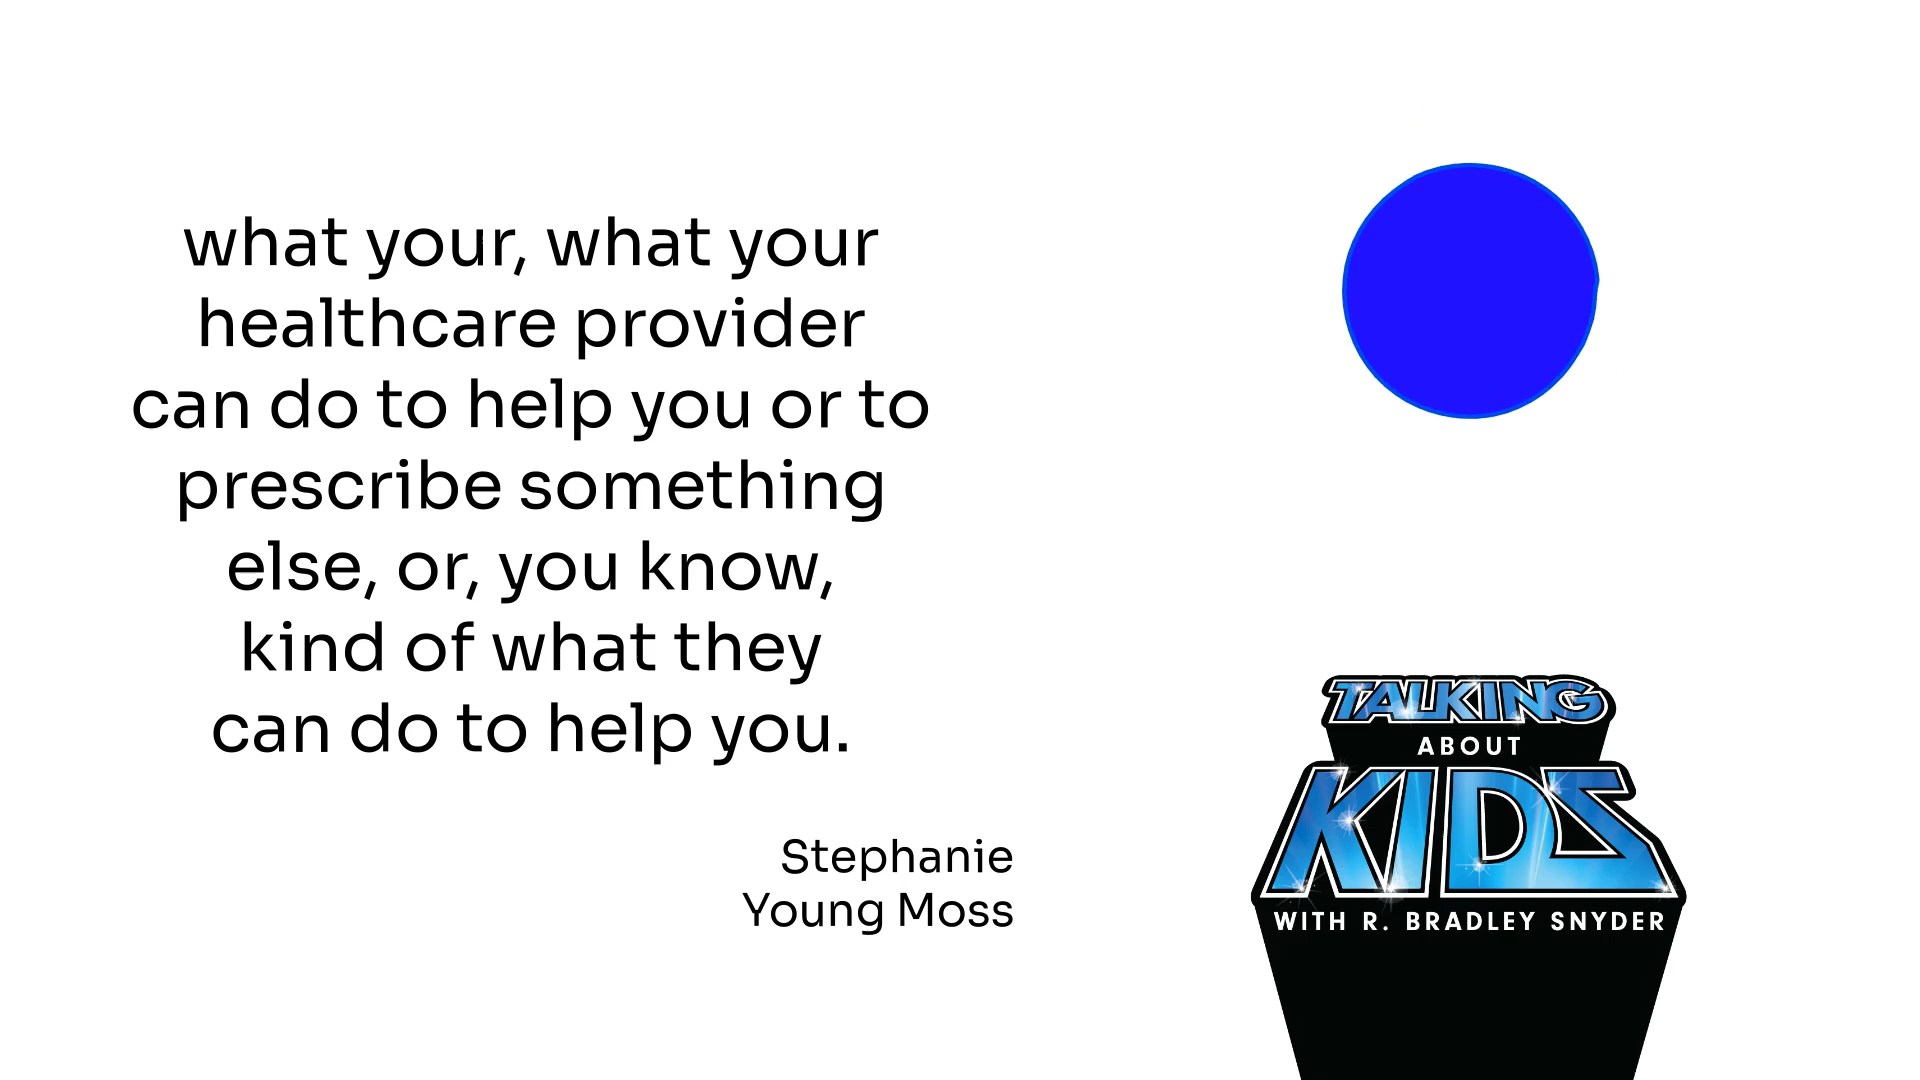 what your, what your
healthcare provider
can do to help you or to
prescribe something
else, or, you know,
kind of what they
can do to help you.
Stephanie
Young Moss
TALKING
ABOUT
KIDS
WITH R. BRADLEY SNYDER